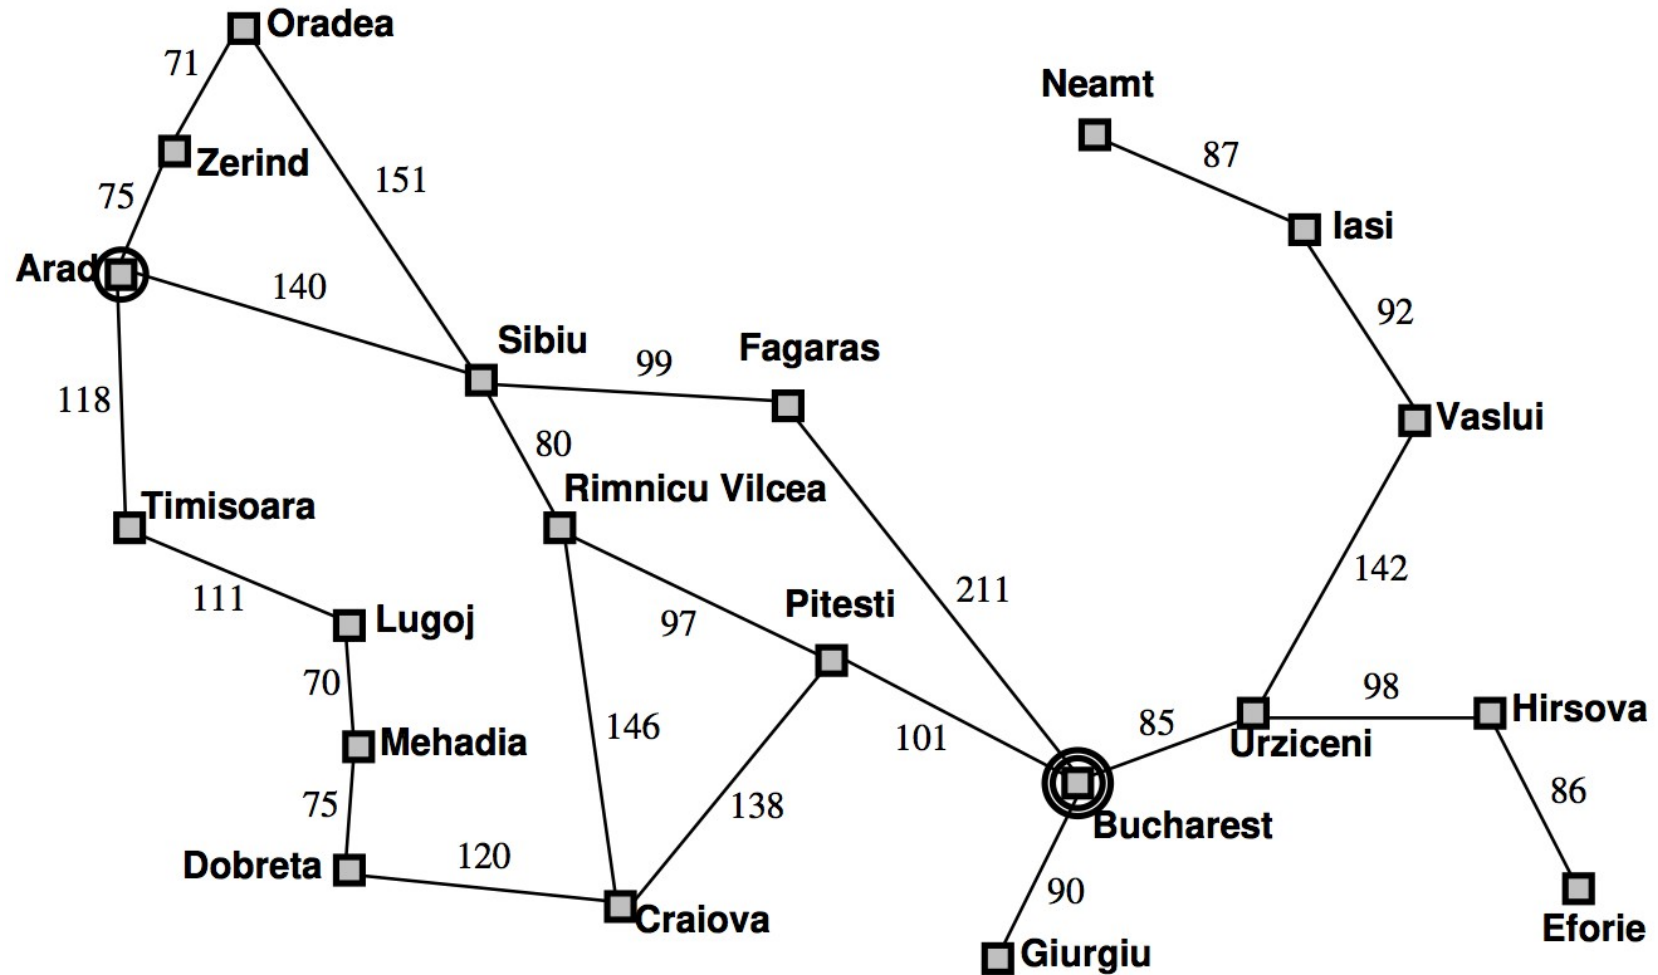 Oradea
71
Neamt
87
Zerind
151
75
Iasi
Arad
140
92
Sibiu
99
Fagaras
118
Vaslui
80
Rimnicu Vilcea
Timisoara
142
211
111
Pitesti
97
Lugoj
70
98
Hirsova
146
85
Urziceni
Mehadia
101
86
75
138
Bucharest
120
Dobreta
90
Craiova
Eforie
Giurgiu